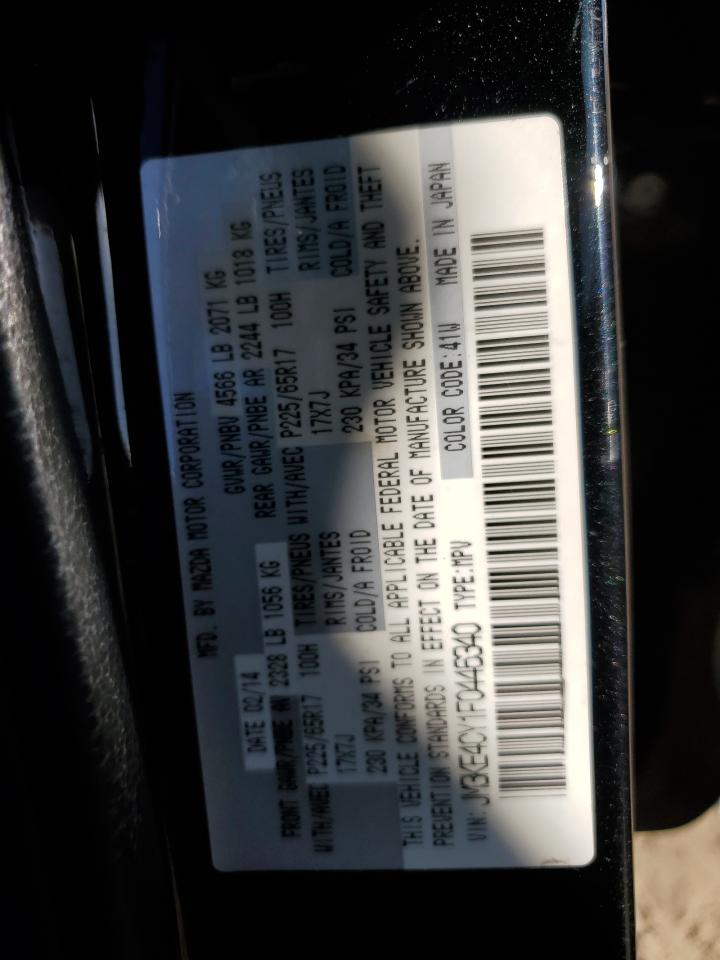 MFD. BY MAZDA MOTOR CORPORATION
DATE 02/14 GVWR/PNBV 4566 LB 2071 KG
FRONT GAWR/PNBE AV 2328 LB 1056 KG REAR GAWR/PNBE AR 2244 LB 1018 KG
WITH/AVEC P225/65R17 100H TIRES/PNEUS WITH/AVEC P225/65R17 100H TIRES/PNEUS
17X7J RIMS/JANTES 17X7J RIMS/JANTES
230 KPA/34 PSI COLD/A FROID 230 KPA/34 PSI COLD/A FROID
THIS VEHICLE CONFORMS TO ALL APPLICABLE FEDERAL MOTOR VEHICLE SAFETY AND THEFT
PREVENTION STANDARDS IN EFFECT ON THE DATE OF MANUFACTURE SHOWN ABOVE.
VIN: JM3KE4CY1F0446340 TYPE:MPV COLOR CODE:41W MADE IN JAPAN